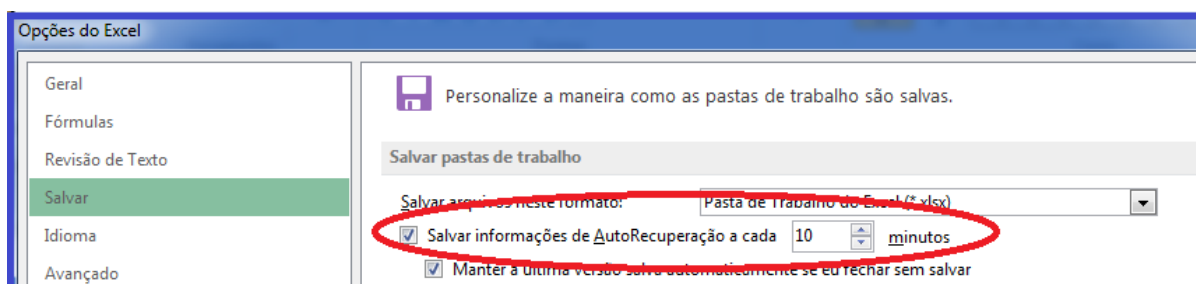 Opções do Excel
Geral
Fórmulas
Revisão de Texto
Salvar
Idioma
Avançado
Personalize a maneira como as pastas de trabalho são salvas.
Salvar pastas de trabalho
Salvar arquivos neste formato: Pasta de Trabalho do Excel (*.xlsx)
Salvar informações de AutoRecuperação a cada 10 minutos
Manter a última versão salva automaticamente se eu fechar sem salvar